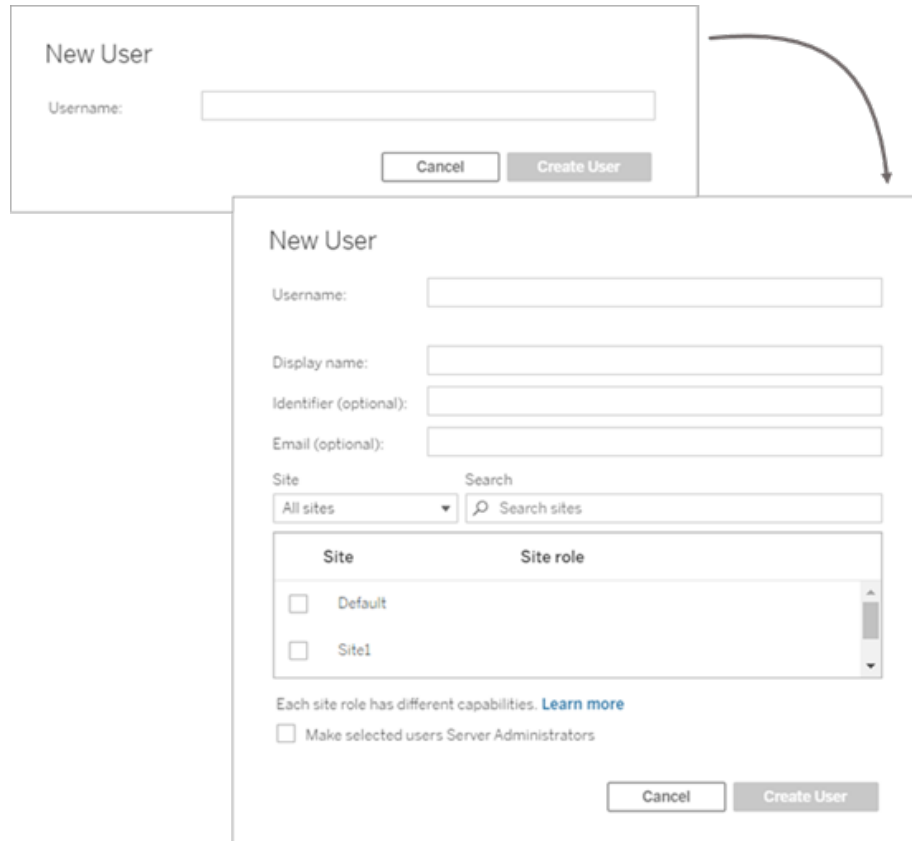 New User
Username:
Cancel Create User
New User
Username:
Display name:
Identifier (optional):
Email (optional):
Site Search
All sites Search sites
Site Site role
Default
Site1
Each site role has different capabilities. Learn more
Make selected users Server Administrators
Cancel Create User